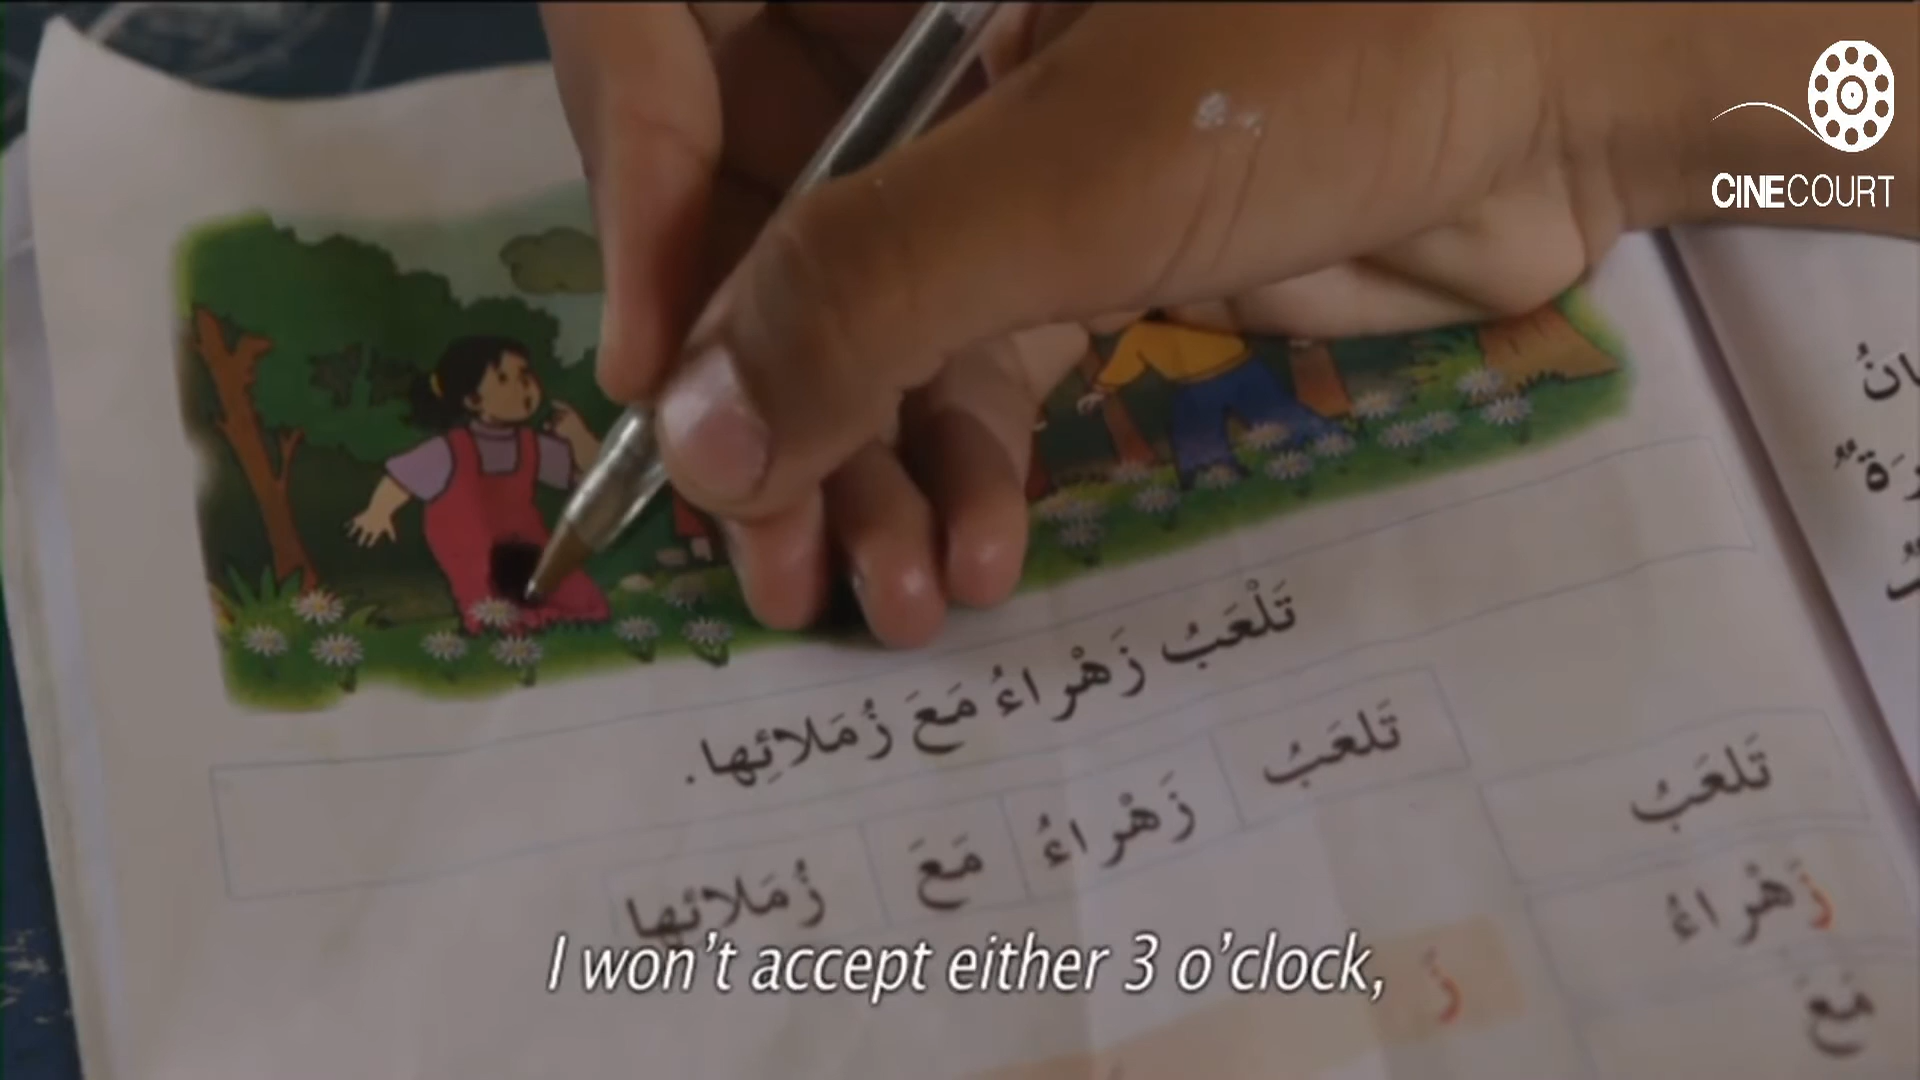 CINECOURT
تَلْعَبُ زَهْراءُ مَعَ زُمَلائِها.
تَلعَبُ زَهْراءُ مَعَ زُمَلائِها
تَلعَبُ
زَهْراءُ
مَعَ
زَ
I won't accept either 3 o'clock,